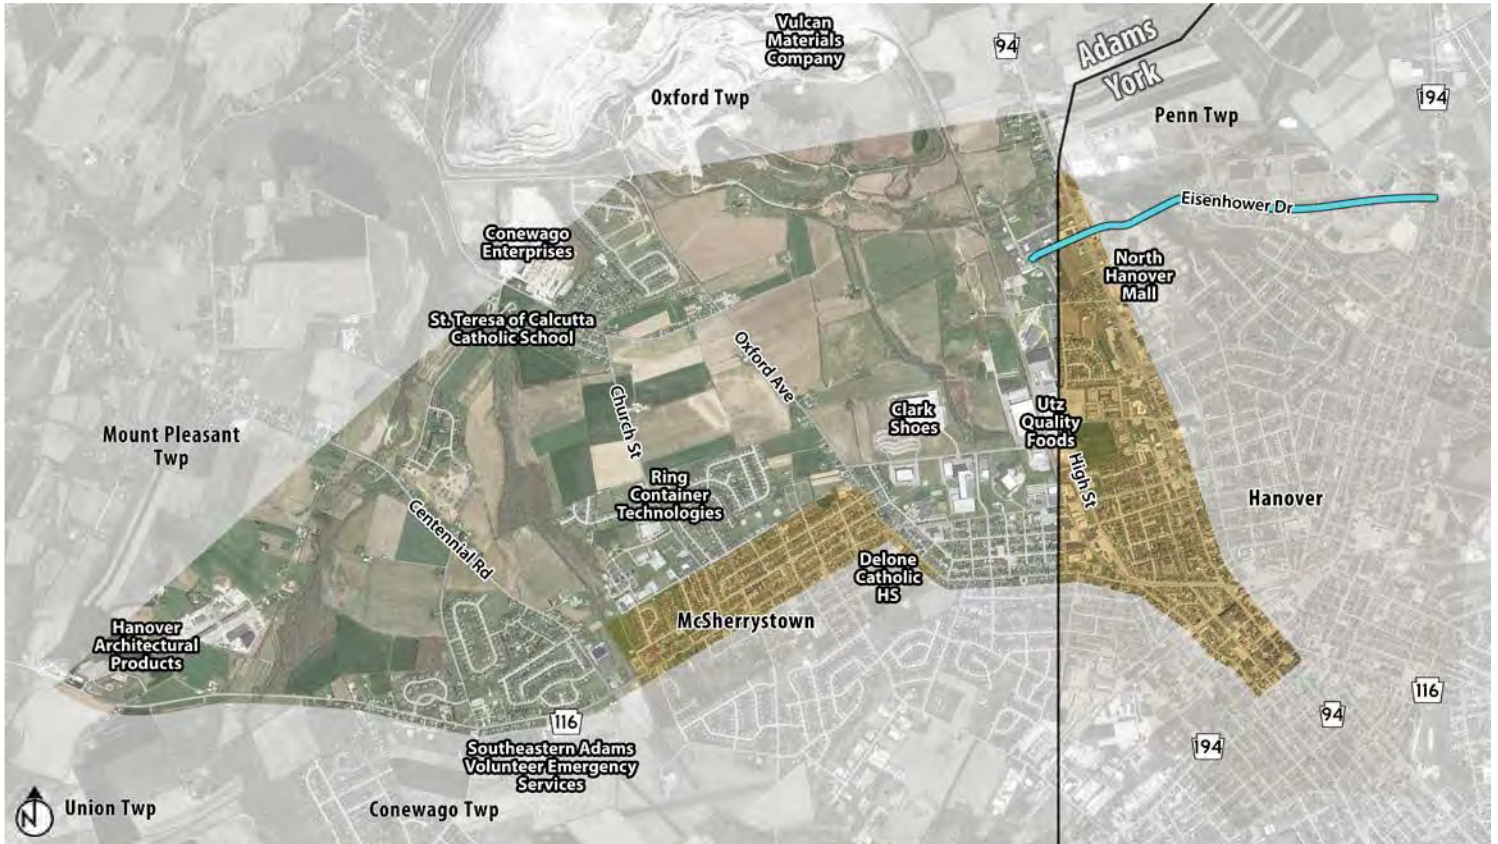 Vulcan
Materials
Company
94
Adams
York
194
Oxford Twp
Penn Twp
Eisenhower Dr
Conewago
Enterprises
North
Hanover
Mall
St. Teresa of Calcutta
Catholic School
Oxford Ave
Church St
Clark
Shoes
Utz
Quality
Foods
Mount Pleasant
Twp
High St
Hanover
Ring
Container
Technologies
Centennial Rd
Delone
Catholic
HS
McSherrystown
Hanover
Architectural
Products
116
94
116
194
Southeastern Adams
Volunteer Emergency
Services
N
Union Twp
Conewago Twp